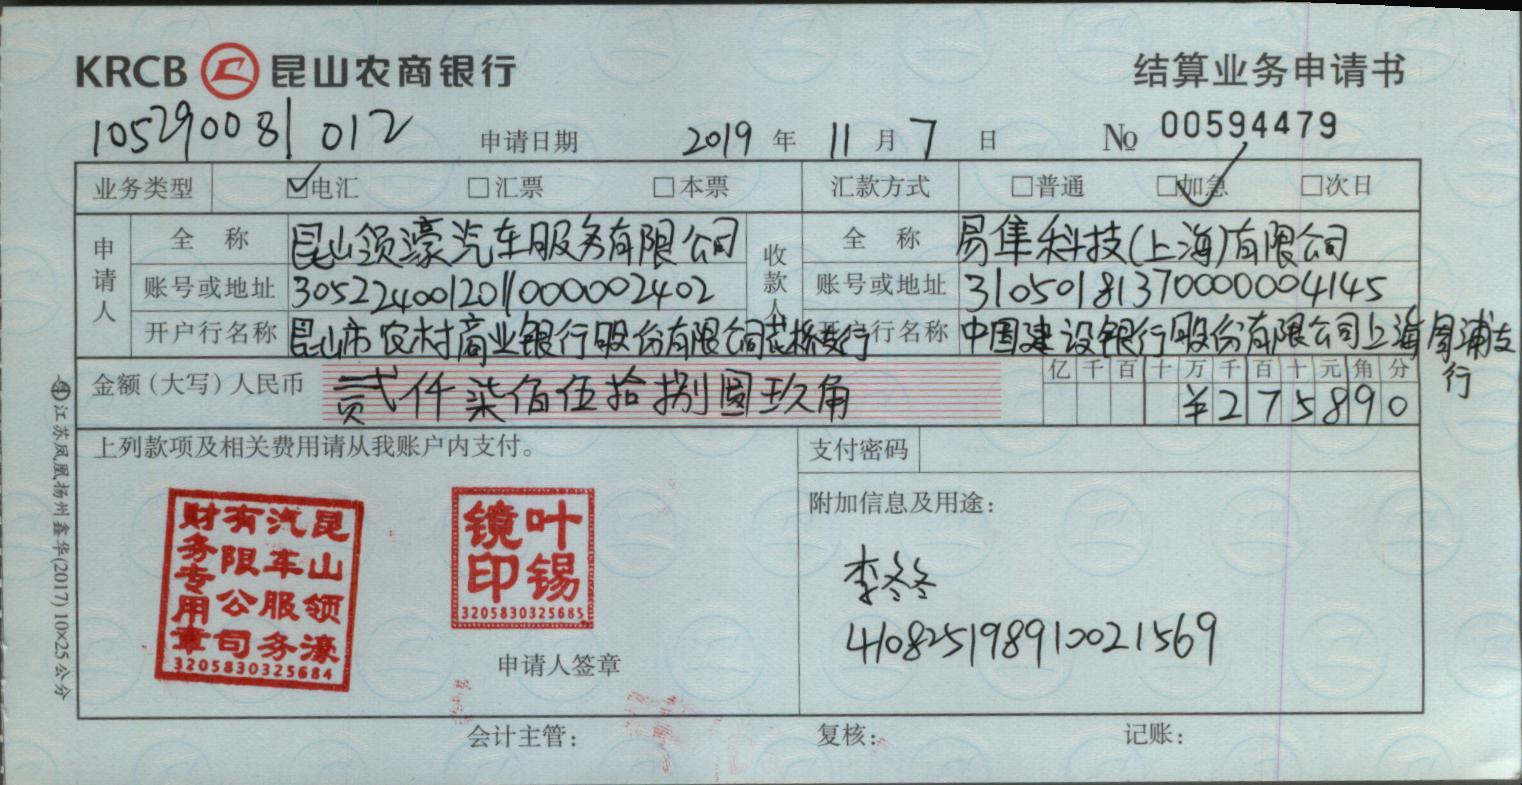 KRCB 昆山农商银行 结算业务申请书
105290081012 申请日期 2019 年 11 月 7 日 No 00594479
业务类型 ☑电汇 □汇票 □本票 汇款方式 □普通 ☑加急 □次日
申请人 全称 昆山领濠汽车服务有限公司 收款人 全称 易隼科技(上海)有限公司
账号或地址 3052240012011000002402 账号或地址 31050181370000004145
开户行名称 昆山市农村商业银行股份有限公司花桥支行 开户行名称 中国建设银行股份有限公司上海周浦支行
金额(大写)人民币 贰仟柒佰伍拾捌圆玖角 亿千百十万千百十元角分
¥275890
上列款项及相关费用请从我账户内支付。 支付密码
附加信息及用途:
昆山领濠汽车服务有限公司财务专用章
3205830325684
叶锡镜印
3205830325685
李冬冬
410825198910021569
申请人签章
会计主管: 复核: 记账:
江苏凤凰扬州鑫华(2017)10×25公分